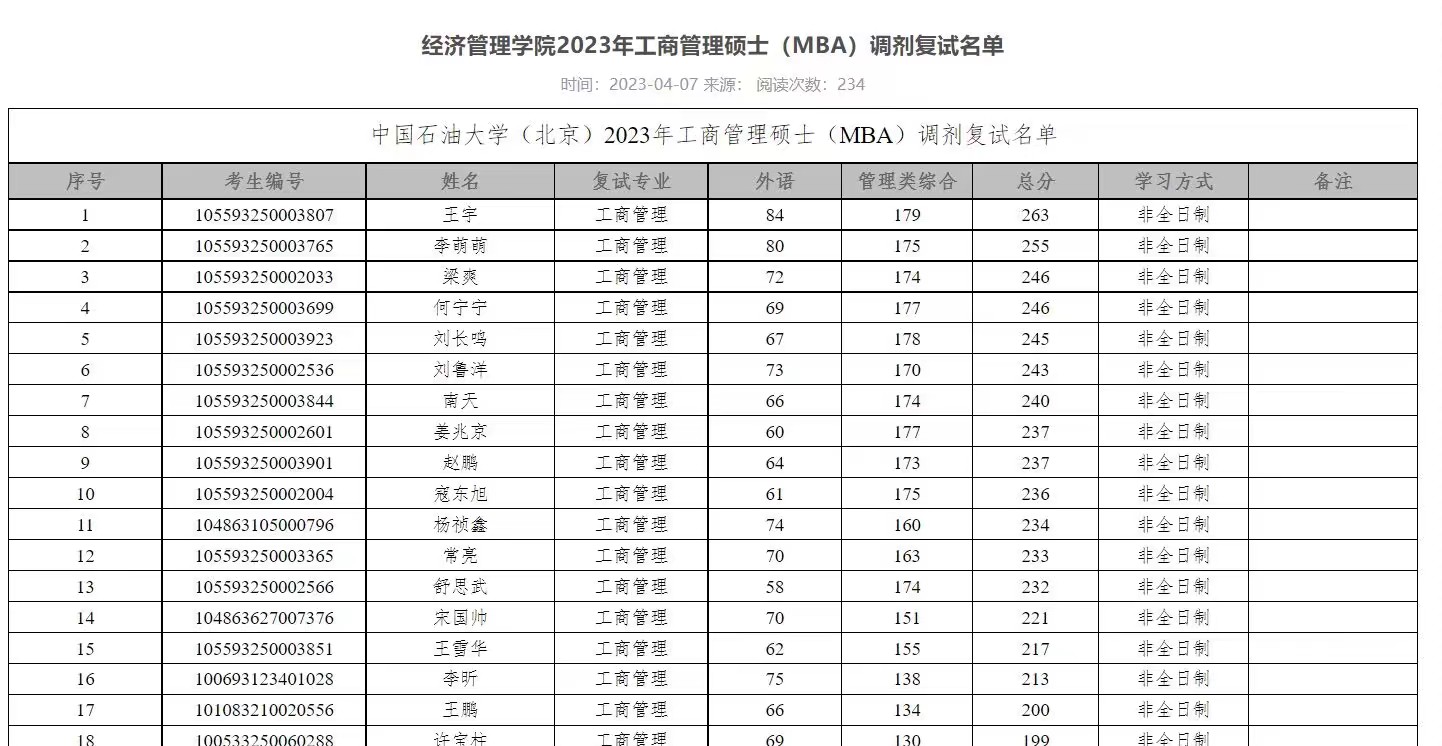 经济管理学院2023年工商管理硕士（MBA）调剂复试名单
时间：2023-04-07 来源： 阅读次数：234
中国石油大学（北京）2023年工商管理硕士（MBA）调剂复试名单
序号 考生编号 姓名 复试专业 外语 管理类综合 总分 学习方式 备注
1 105593250003807 王宇 工商管理 84 179 263 非全日制
2 105593250003765 李萌萌 工商管理 80 175 255 非全日制
3 105593250002033 梁爽 工商管理 72 174 246 非全日制
4 105593250003699 何宁宁 工商管理 69 177 246 非全日制
5 105593250003923 刘长鸣 工商管理 67 178 245 非全日制
6 105593250002536 刘鲁洋 工商管理 73 170 243 非全日制
7 105593250003844 南天 工商管理 66 174 240 非全日制
8 105593250002601 姜兆京 工商管理 60 177 237 非全日制
9 105593250003901 赵鹏 工商管理 64 173 237 非全日制
10 105593250002004 寇东旭 工商管理 61 175 236 非全日制
11 104863105000796 杨祯鑫 工商管理 74 160 234 非全日制
12 105593250003365 常亮 工商管理 70 163 233 非全日制
13 105593250002566 舒思武 工商管理 58 174 232 非全日制
14 104863627007376 宋国帅 工商管理 70 151 221 非全日制
15 105593250003851 王雪华 工商管理 62 155 217 非全日制
16 100693123401028 李昕 工商管理 75 138 213 非全日制
17 101083210020556 王鹏 工商管理 66 134 200 非全日制
18 100533250060288 工商管理 69 130 199 非全日制